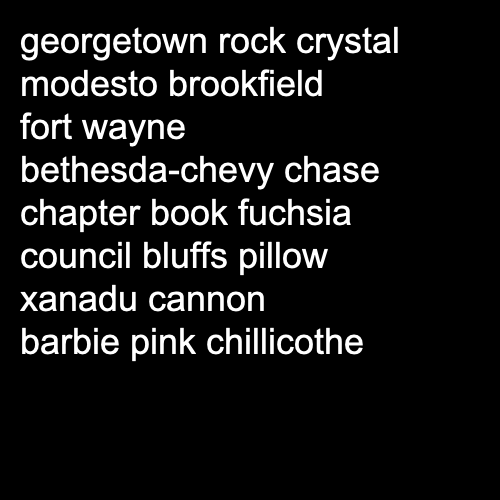 georgetown rock crystal
modesto brookfield
fort wayne
bethesda-chevy chase
chapter book fuchsia
council bluffs pillow
xanadu cannon
barbie pink chillicothe